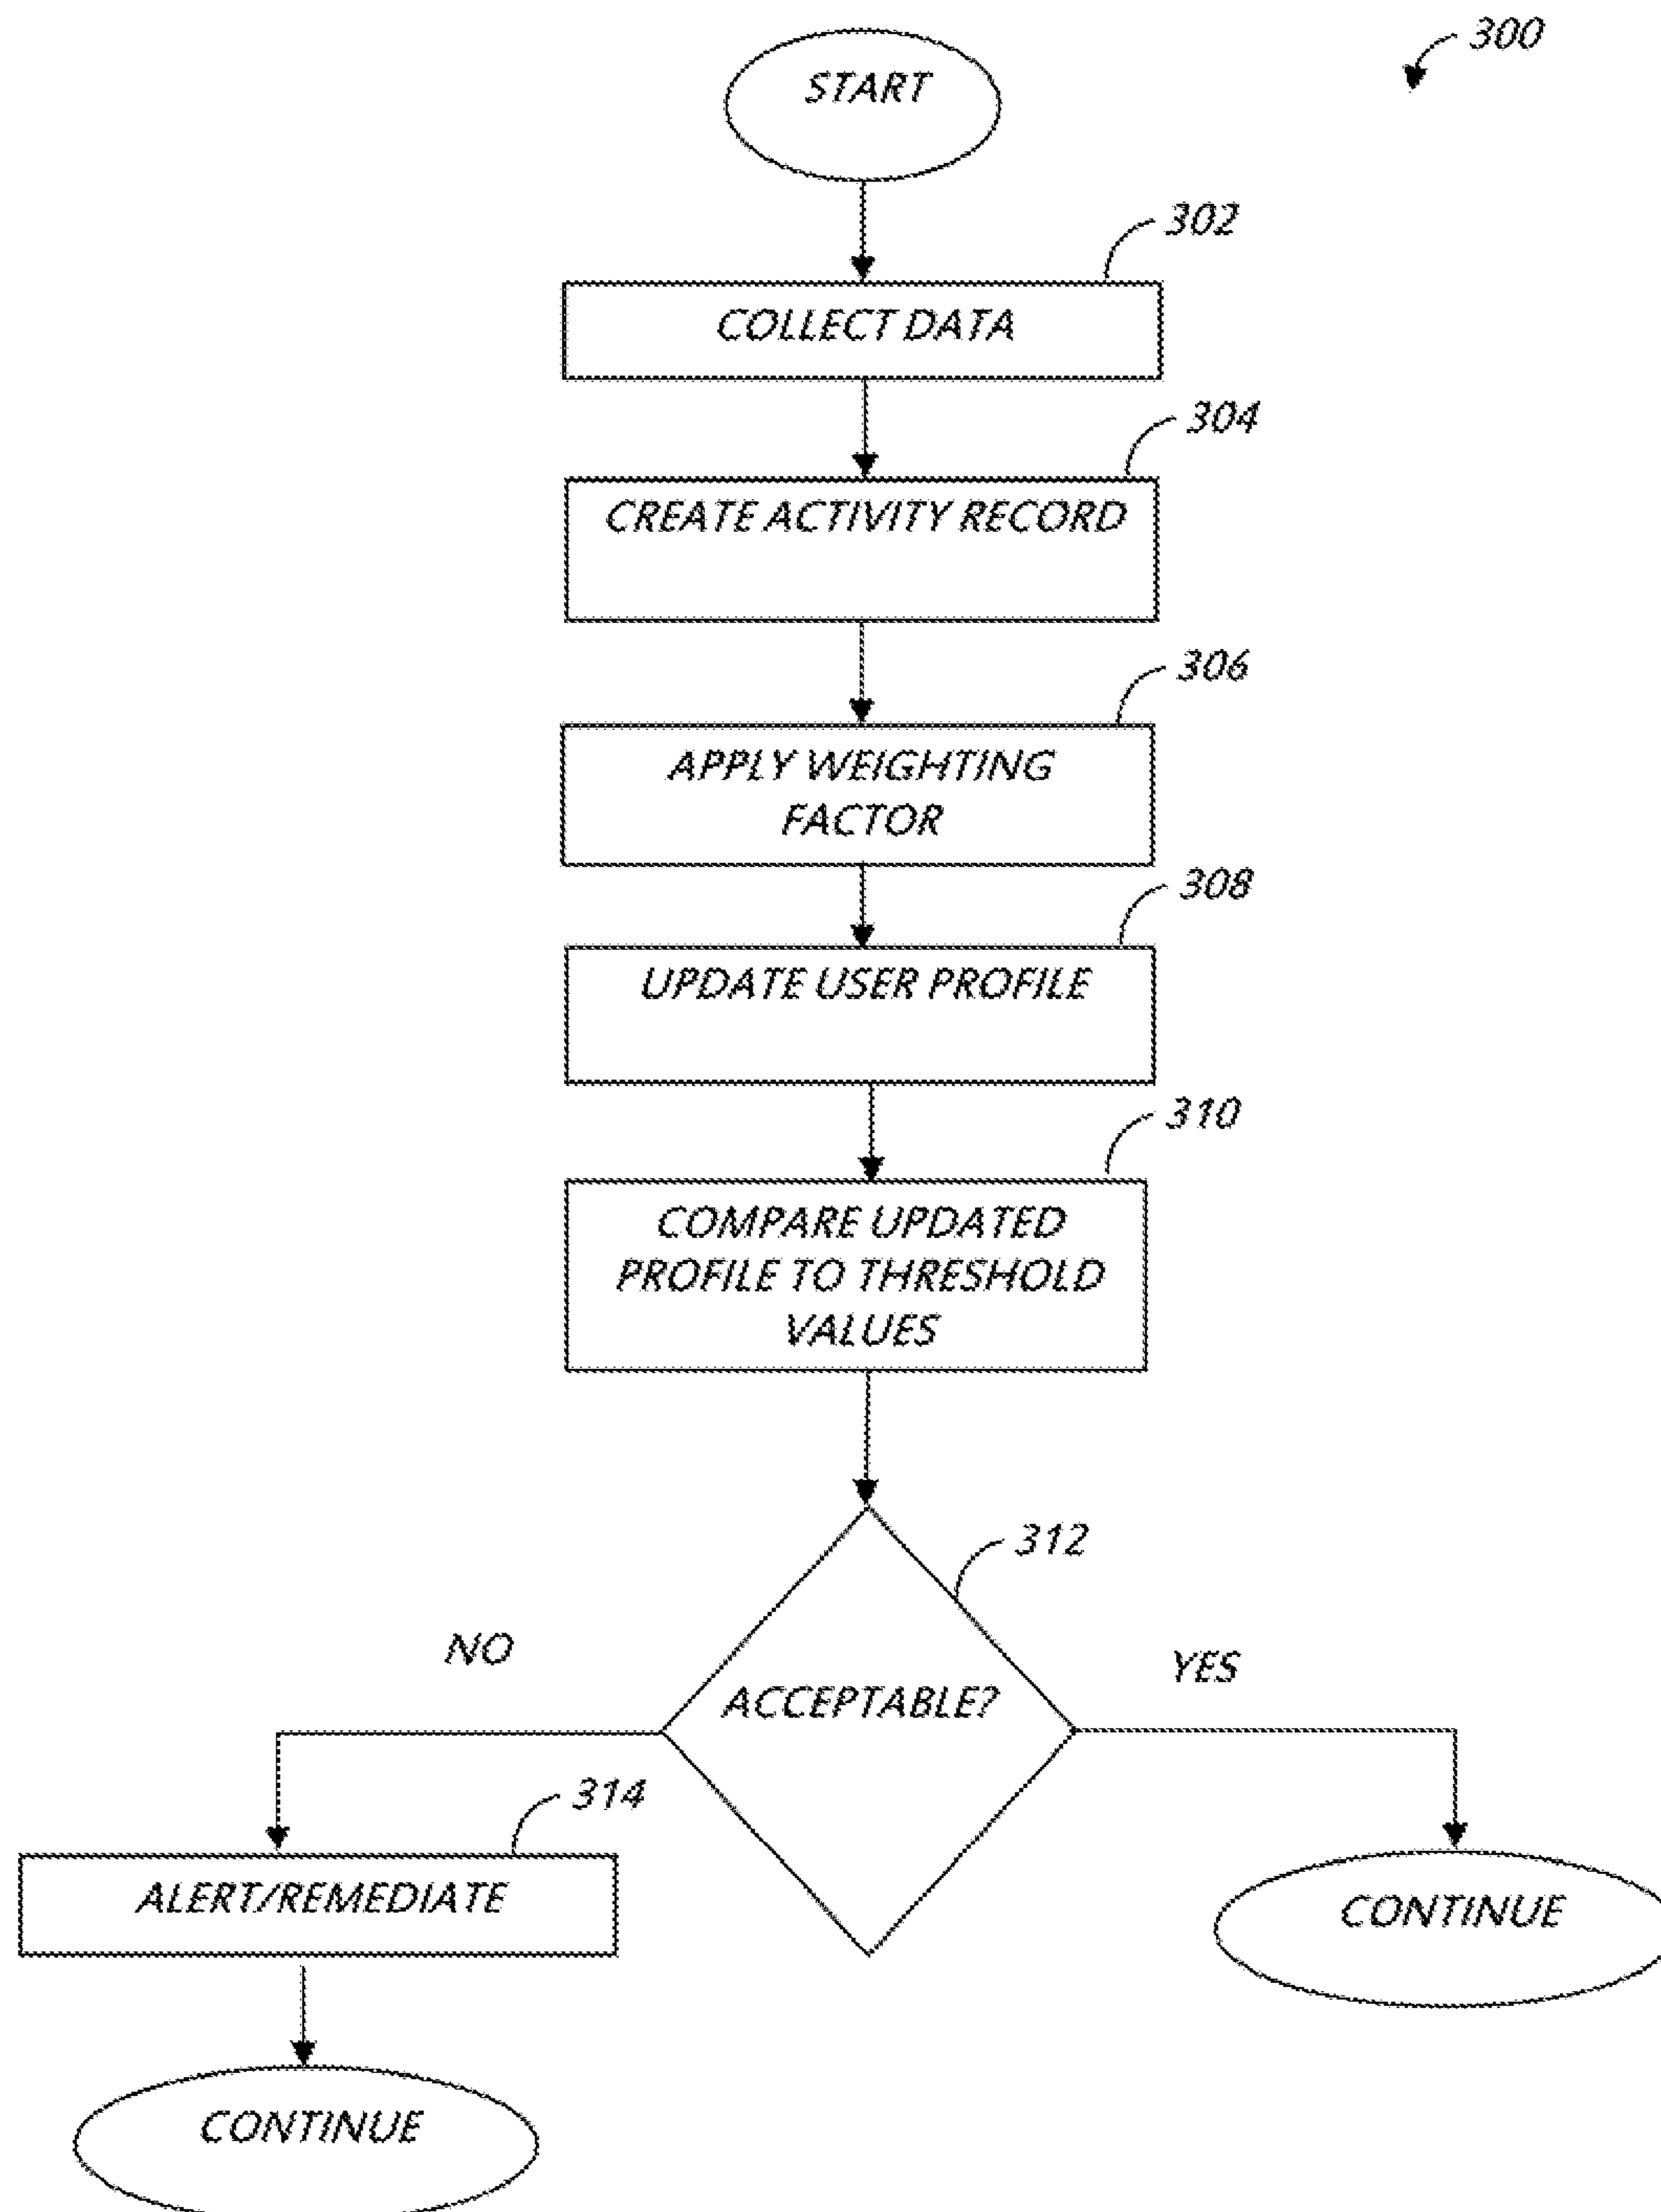 300
START
302
COLLECT DATA
304
CREATE ACTIVITY RECORD
306
APPLY WEIGHTING
FACTOR
308
UPDATE USER PROFILE
310
COMPARE UPDATED
PROFILE TO THRESHOLD
VALUES
312
NO
YES
ACCEPTABLE?
314
ALERT/REMEDIATE
CONTINUE
CONTINUE